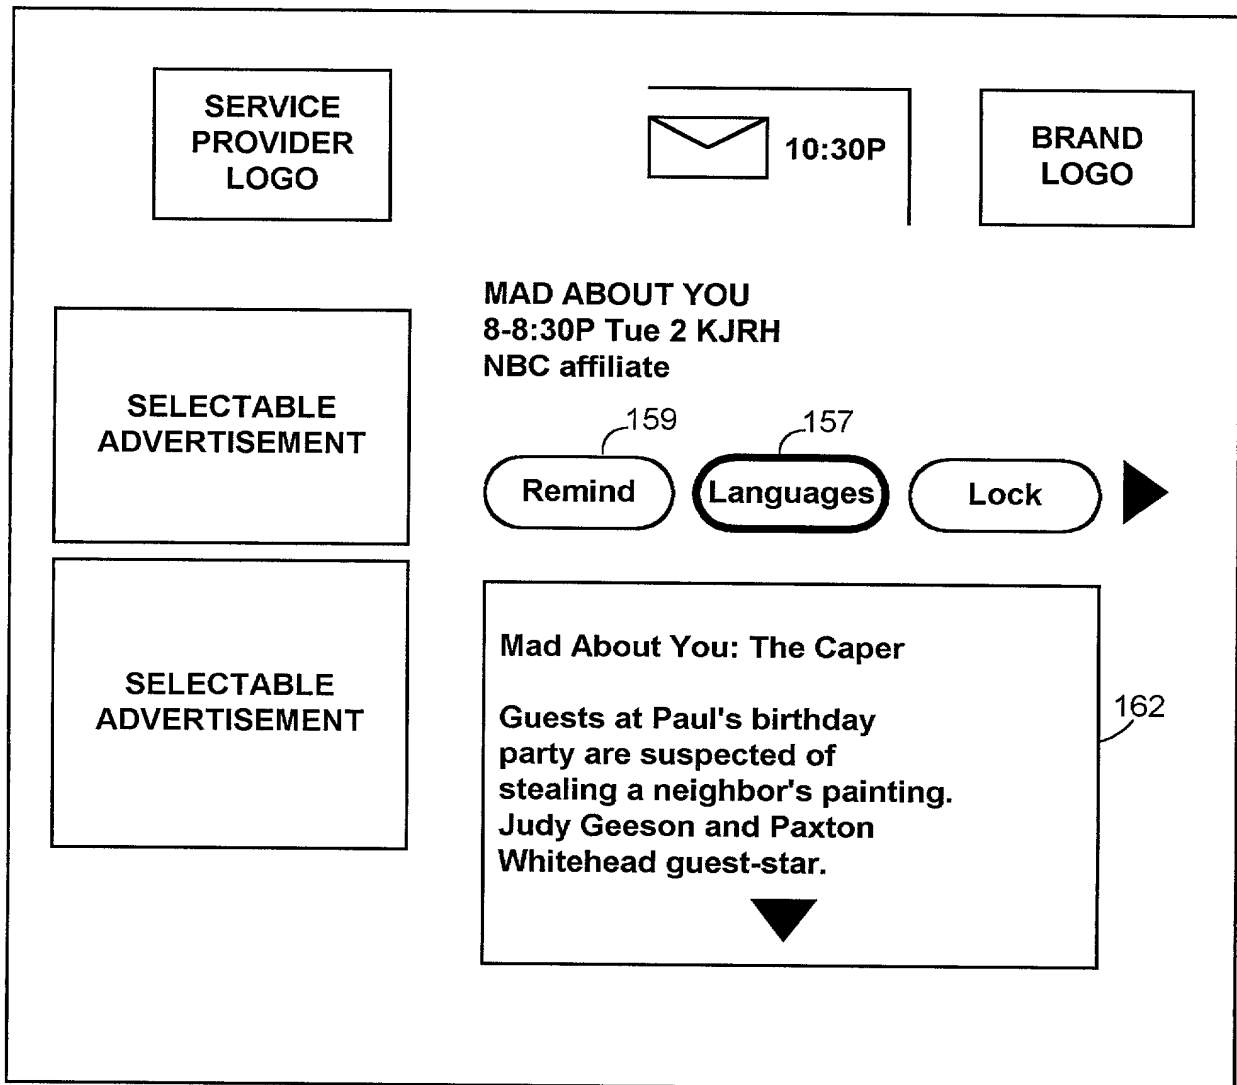 SERVICE
PROVIDER
LOGO
10:30P
BRAND
LOGO
MAD ABOUT YOU
8-8:30P Tue 2 KJRH
NBC affiliate
SELECTABLE
ADVERTISEMENT
159
157
Remind
Languages
Lock
SELECTABLE
ADVERTISEMENT
Mad About You: The Caper
Guests at Paul's birthday
party are suspected of
stealing a neighbor's painting.
Judy Geeson and Paxton
Whitehead guest-star.
162